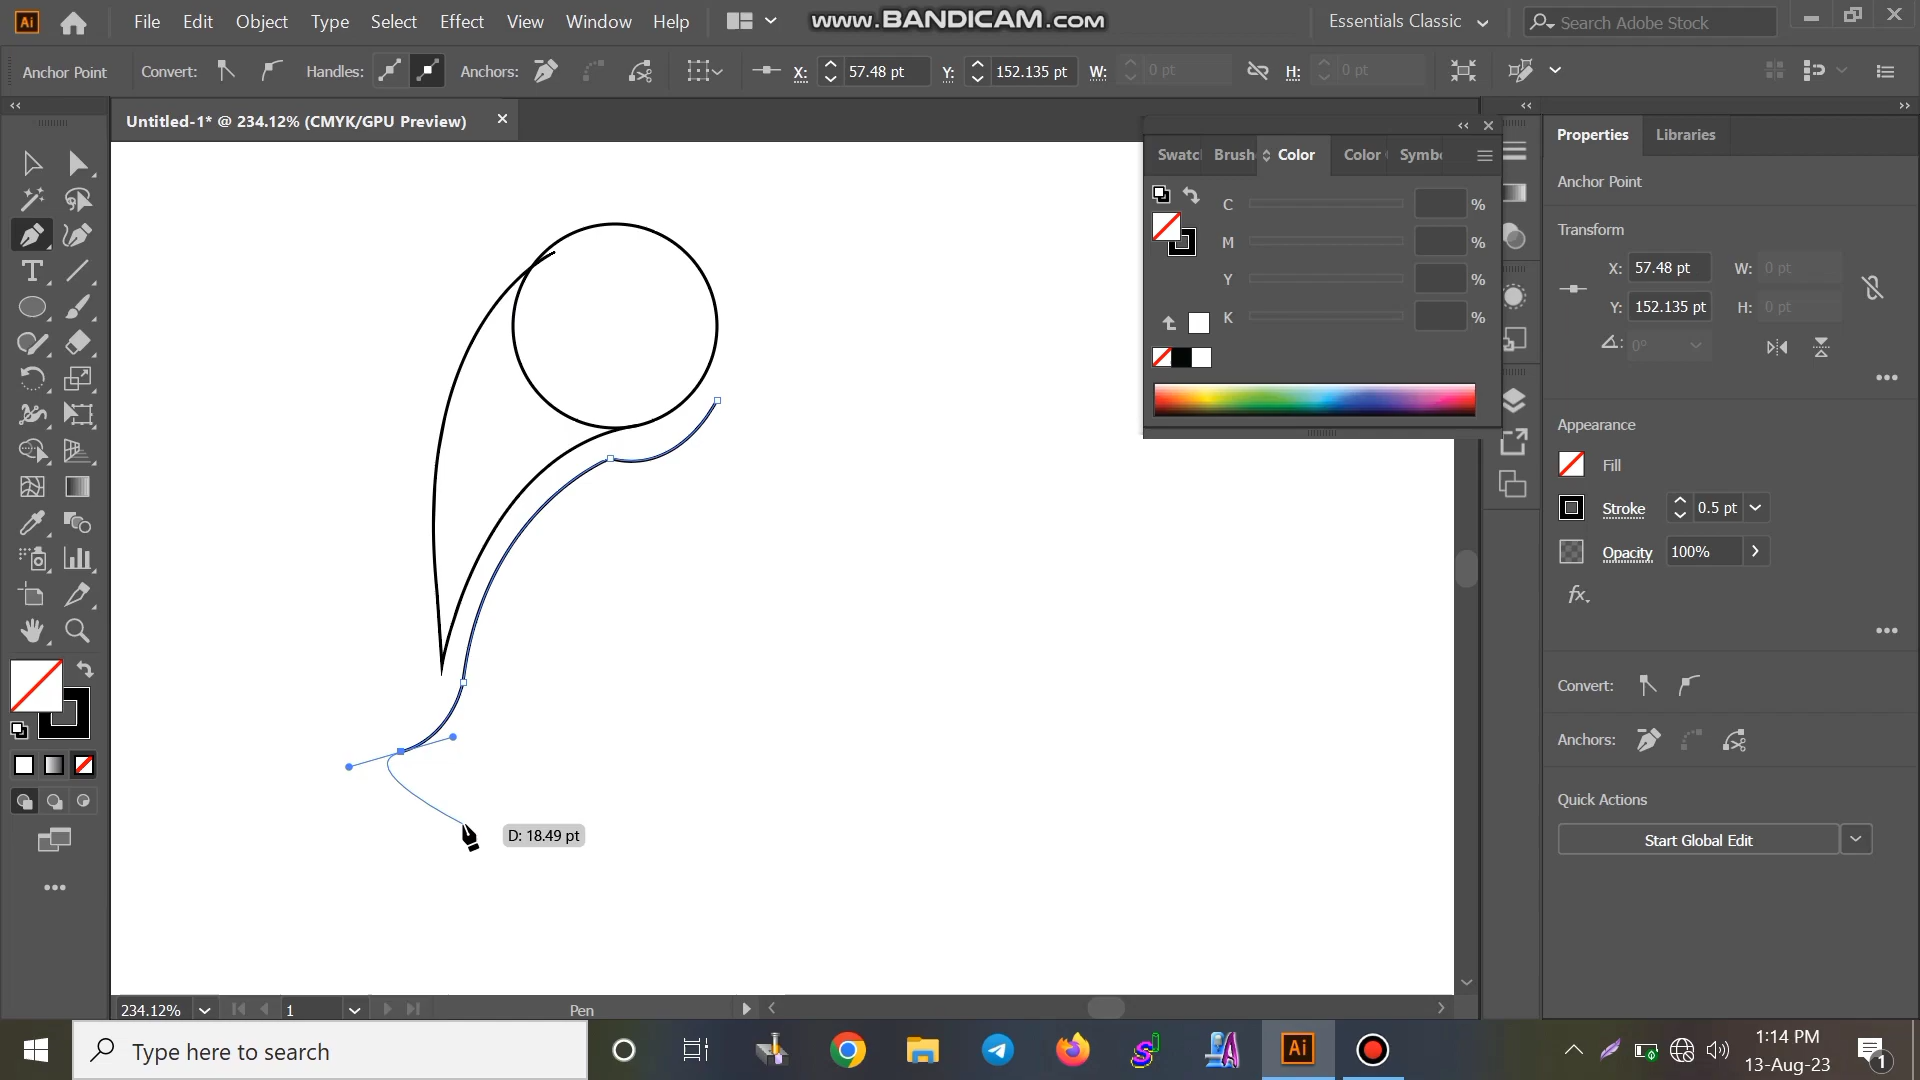 Ai File Edit Object Type Select Effect View Window Help www.BANDICAM.com Essentials Classic Search Adobe Stock
Anchor Point Convert: Handles: Anchors: X: 57.48 pt Y: 152.135 pt W: 0 pt H: 0 pt
Untitled-1* @ 234.12% (CMYK/GPU Preview)
Swatc Brush Color Color Symbo
C %
M %
Y %
K %
Properties Libraries
Anchor Point
Transform
X: 57.48 pt W: 0 pt
Y: 152.135 pt H: 0 pt
0°
Appearance
Fill
Stroke 0.5 pt
Opacity 100%
fx.
Convert:
Anchors:
Quick Actions
Start Global Edit
D: 18.49 pt
234.12% 1 Pen
Type here to search
Ai
1:14 PM
13-Aug-23
1